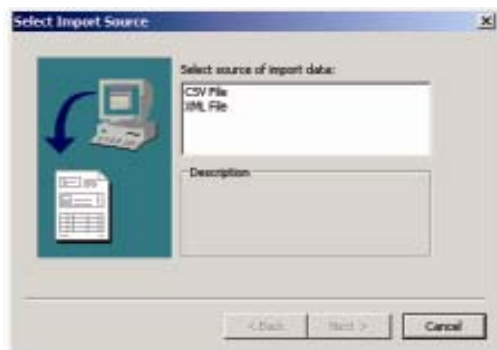 Select Import Source
Select source of import data:
CSV File
XML File
Description
< Back
Next >
Cancel